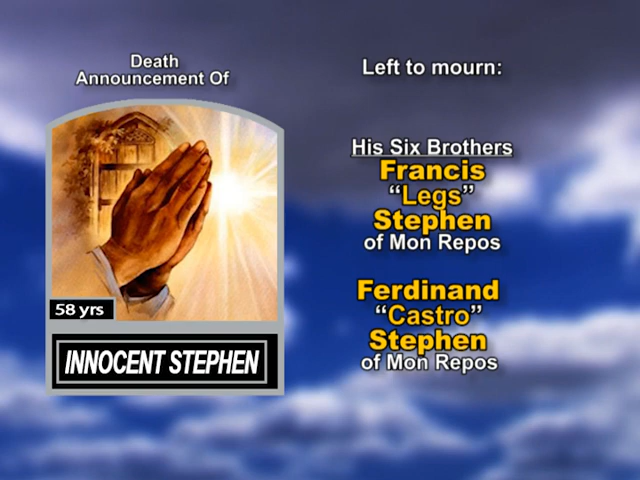 Death
Announcement Of
58 yrs
INNOCENT STEPHEN
Left to mourn:
His Six Brothers
Francis
“Legs”
Stephen
of Mon Repos
Ferdinand
“Castro”
Stephen
of Mon Repos